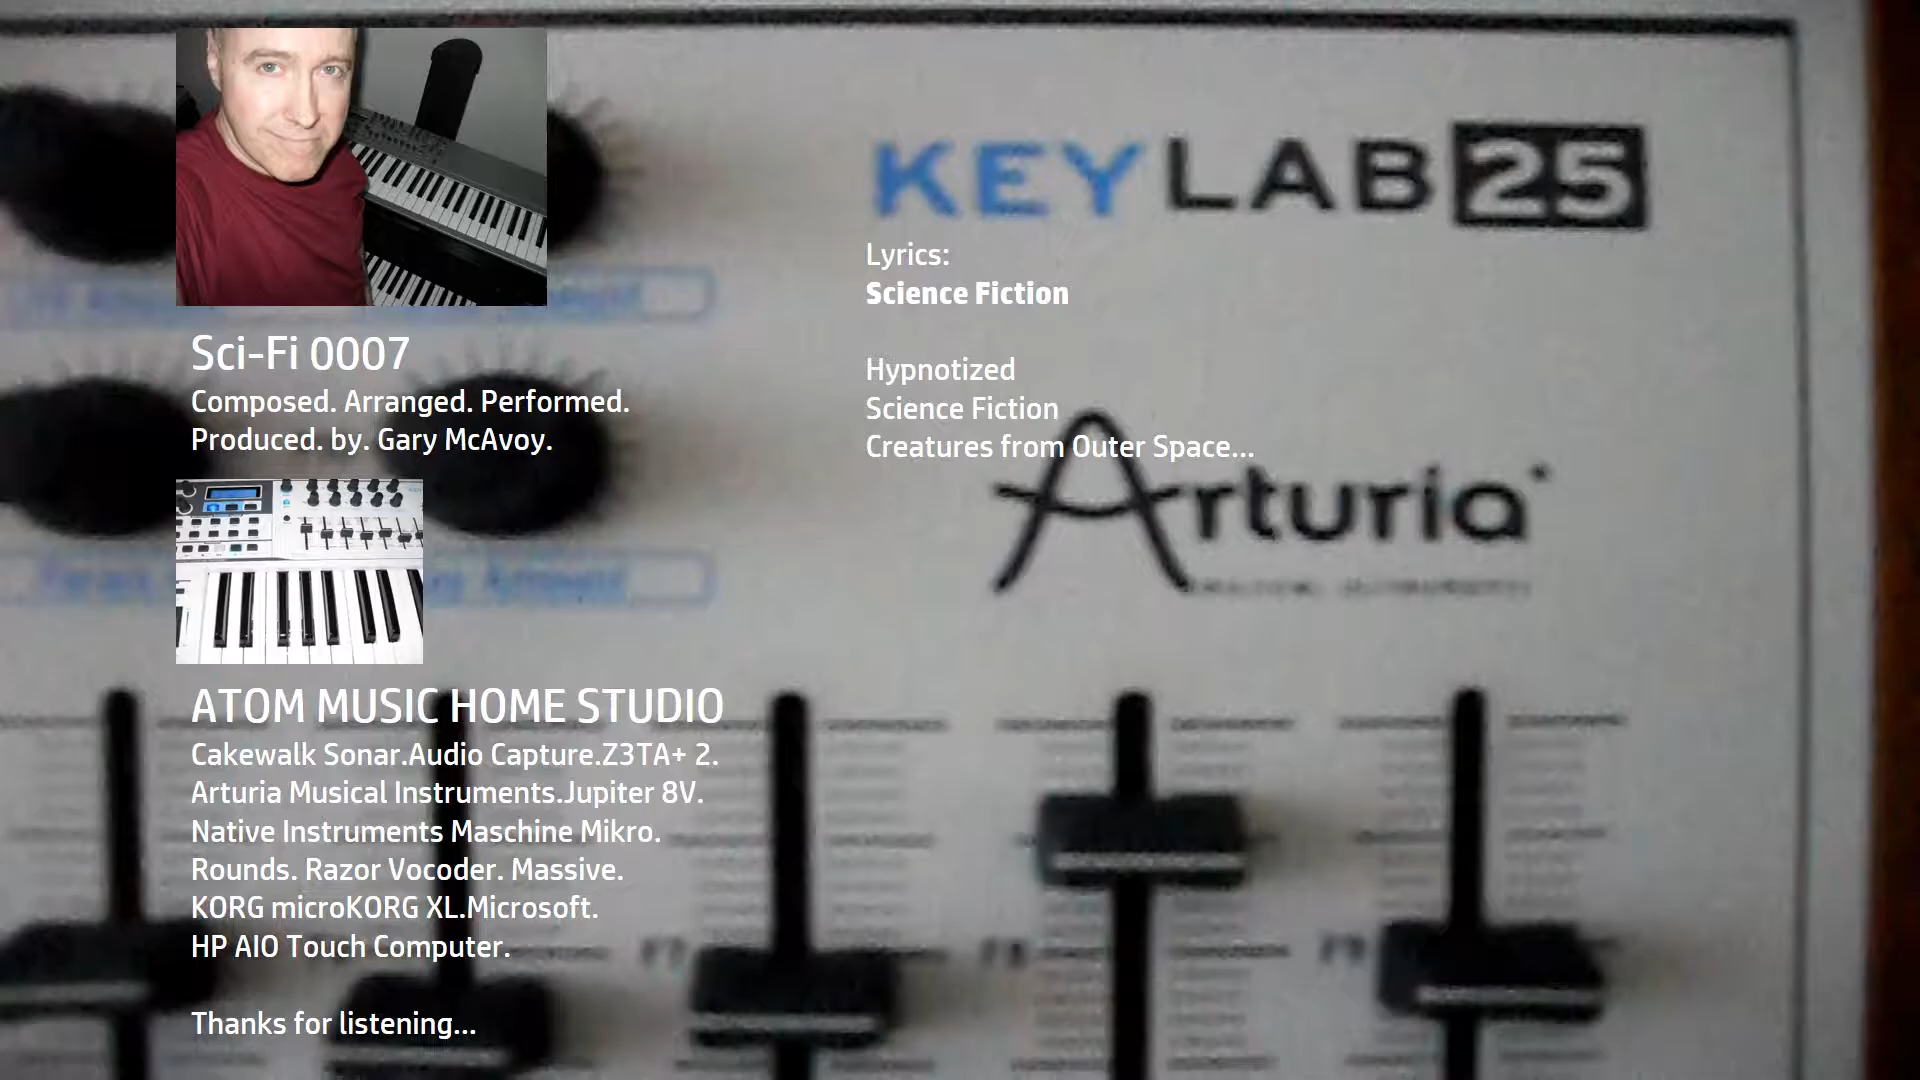 KEYLAB 25
Sci-Fi 0007
Composed. Arranged. Performed.
Produced. by. Gary McAvoy.
ATOM MUSIC HOME STUDIO
Cakewalk Sonar.Audio Capture.Z3TA+ 2.
Arturia Musical Instruments.Jupiter 8V.
Native Instruments Maschine Mikro.
Rounds. Razor Vocoder. Massive.
KORG microKORG XL.Microsoft.
HP AIO Touch Computer.
Thanks for listening...
Lyrics:
Science Fiction
Hypnotized
Science Fiction
Creatures from Outer Space...
Arturia
F7
F8
F9